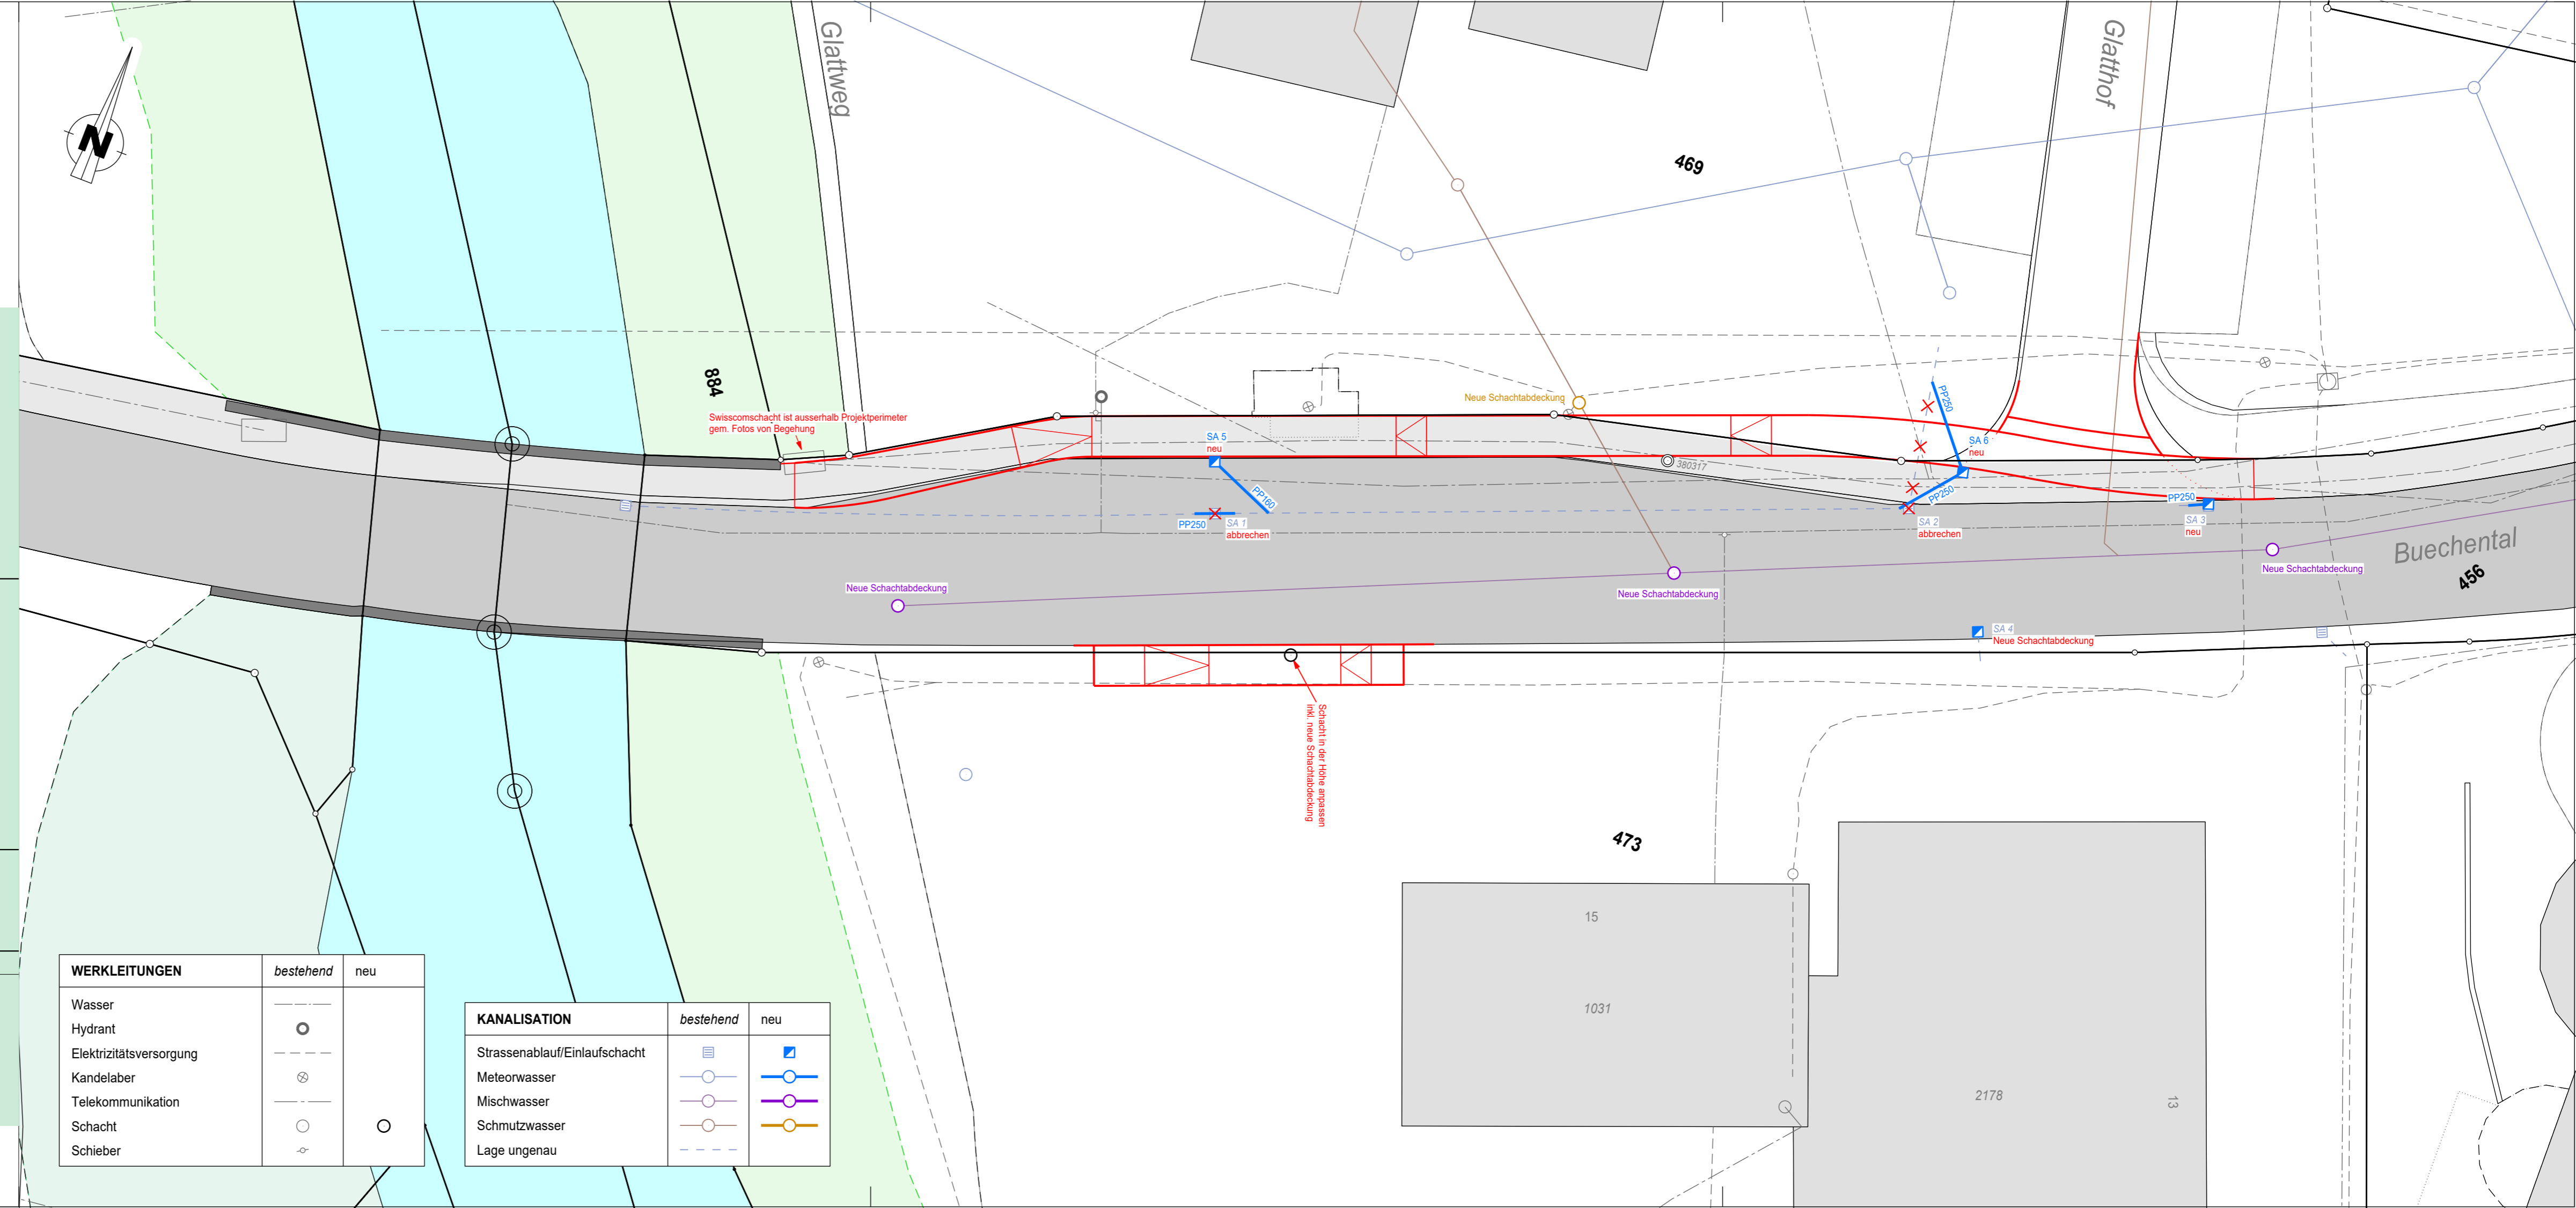 Glattweg
Glatthof
N
469
884
Swisscomschacht ist ausserhalb Projektperimeter
gem. Fotos von Begehung
Neue Schachtabdeckung
PP250
SA 5
neu
SA 6
neu
380317
PP160
PP250
PP250
SA 1
abbrechen
SA 2
abbrechen
PP250
SA 3
neu
Buechental
456
Neue Schachtabdeckung
Neue Schachtabdeckung
Neue Schachtabdeckung
SA 4
Neue Schachtabdeckung
Schacht in der Höhe anpassen
inkl. neue Schachtabdeckung
473
15
1031
2178
13
WERKLEITUNGEN bestehend neu
Wasser
Hydrant
Elektrizitätsversorgung
Kandelaber
Telekommunikation
Schacht
Schieber
KANALISATION bestehend neu
Strassenablauf/Einlaufschacht
Meteorwasser
Mischwasser
Schmutzwasser
Lage ungenau